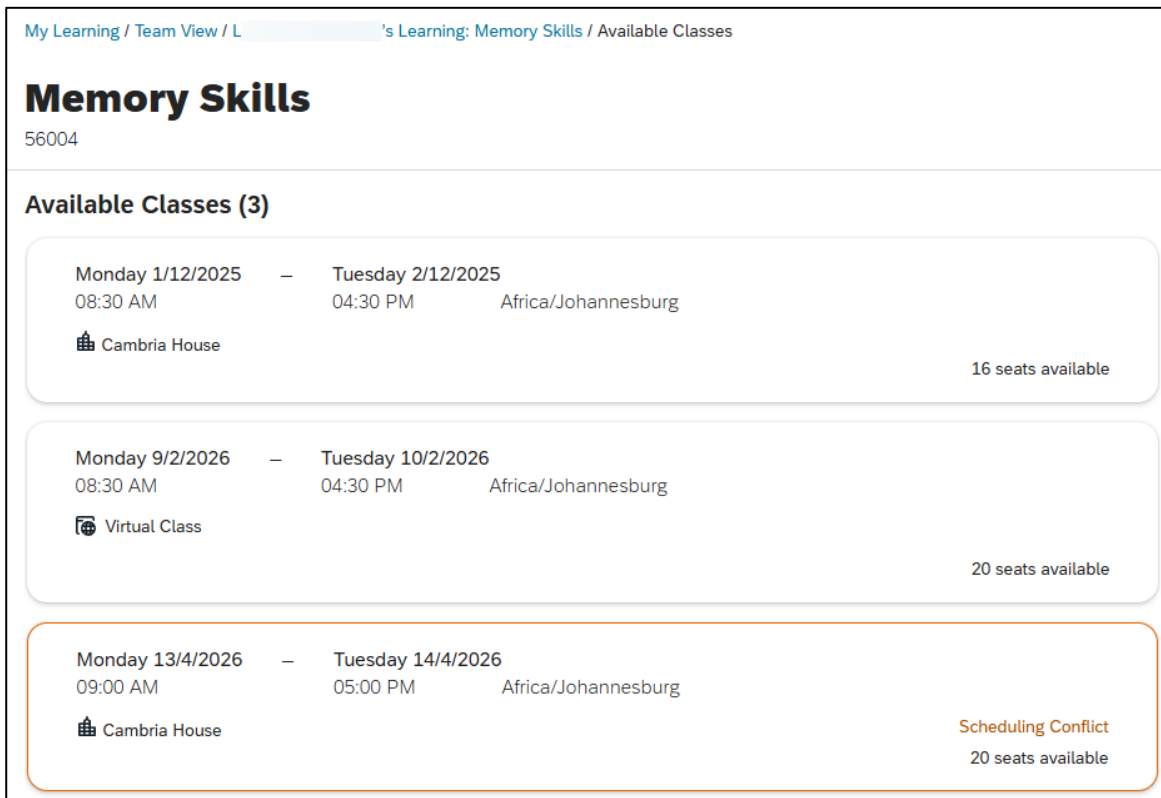 My Learning / Team View / L 's Learning: Memory Skills / Available Classes
Memory Skills
56004
Available Classes (3)
Monday 1/12/2025 – Tuesday 2/12/2025
08:30 AM 04:30 PM Africa/Johannesburg
Cambria House
16 seats available
Monday 9/2/2026 – Tuesday 10/2/2026
08:30 AM 04:30 PM Africa/Johannesburg
Virtual Class
20 seats available
Monday 13/4/2026 – Tuesday 14/4/2026
09:00 AM 05:00 PM Africa/Johannesburg
Cambria House
Scheduling Conflict
20 seats available